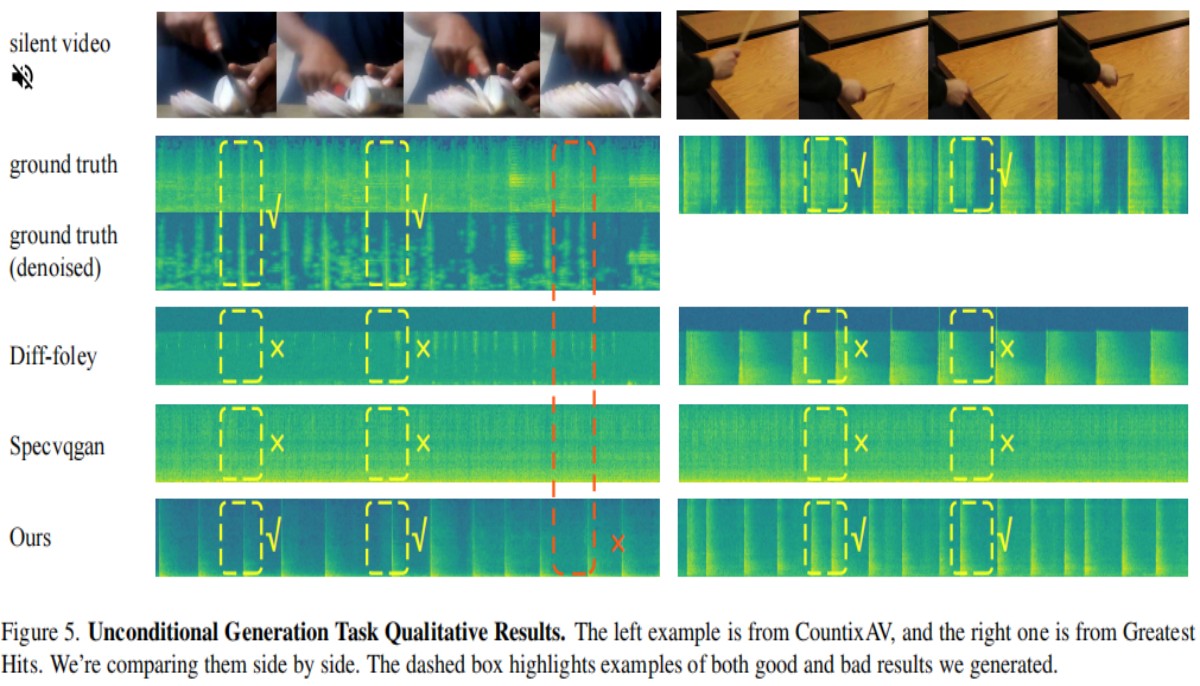 silent video
ground truth
√ √ √ √
ground truth
(denoised)
Diff-foley
× × × ×
Specvqgan
× × × ×
Ours
√ √ × √ √
Figure 5. Unconditional Generation Task Qualitative Results. The left example is from CountixAV, and the right one is from Greatest
Hits. We're comparing them side by side. The dashed box highlights examples of both good and bad results we generated.